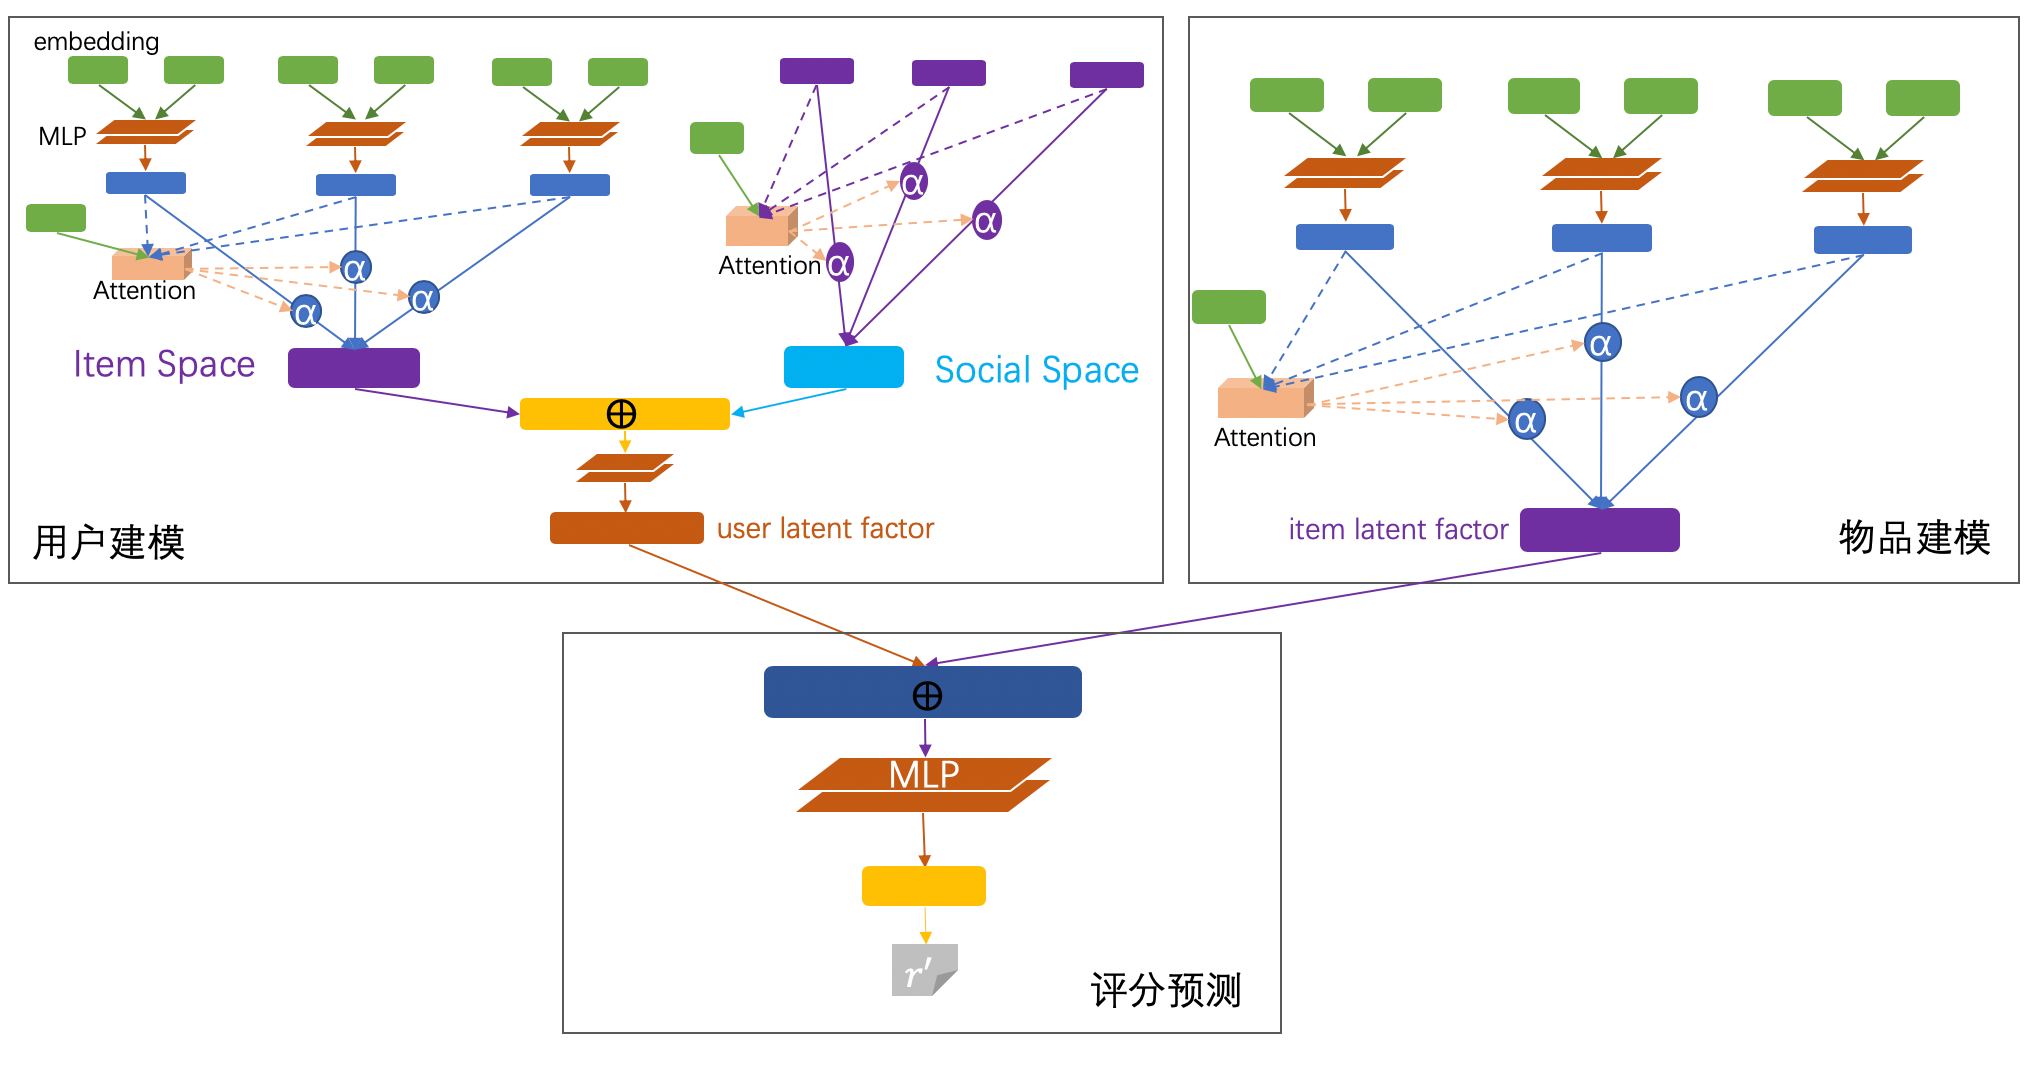 embedding
MLP
α
α
α
Attention
Item Space
α
α
α
Attention
Social Space
⊕
user latent factor
用户建模
α
α
α
Attention
item latent factor
物品建模
⊕
MLP
r′
评分预测